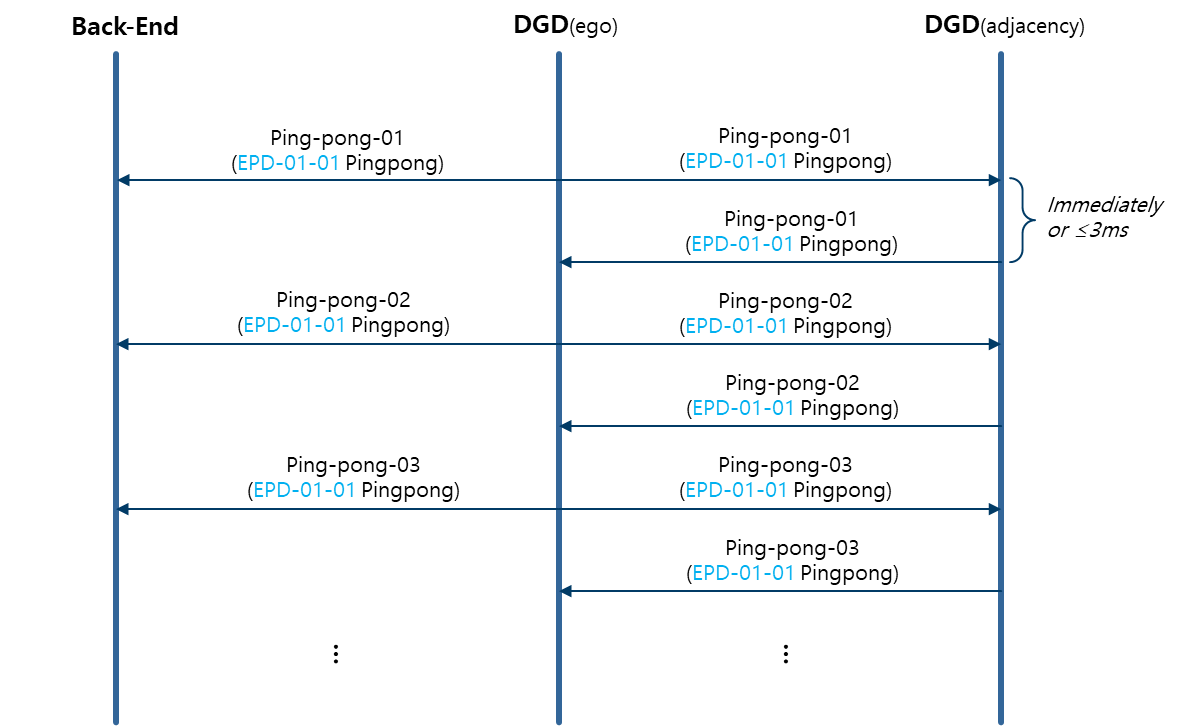 Back-End
DGD(ego)
DGD(adjacency)
Ping-pong-01
(EPD-01-01 Pingpong)
Ping-pong-01
(EPD-01-01 Pingpong)
Immediately
or ≤3ms
Ping-pong-01
(EPD-01-01 Pingpong)
Ping-pong-02
(EPD-01-01 Pingpong)
Ping-pong-02
(EPD-01-01 Pingpong)
Ping-pong-02
(EPD-01-01 Pingpong)
Ping-pong-03
(EPD-01-01 Pingpong)
Ping-pong-03
(EPD-01-01 Pingpong)
Ping-pong-03
(EPD-01-01 Pingpong)
⋮
⋮